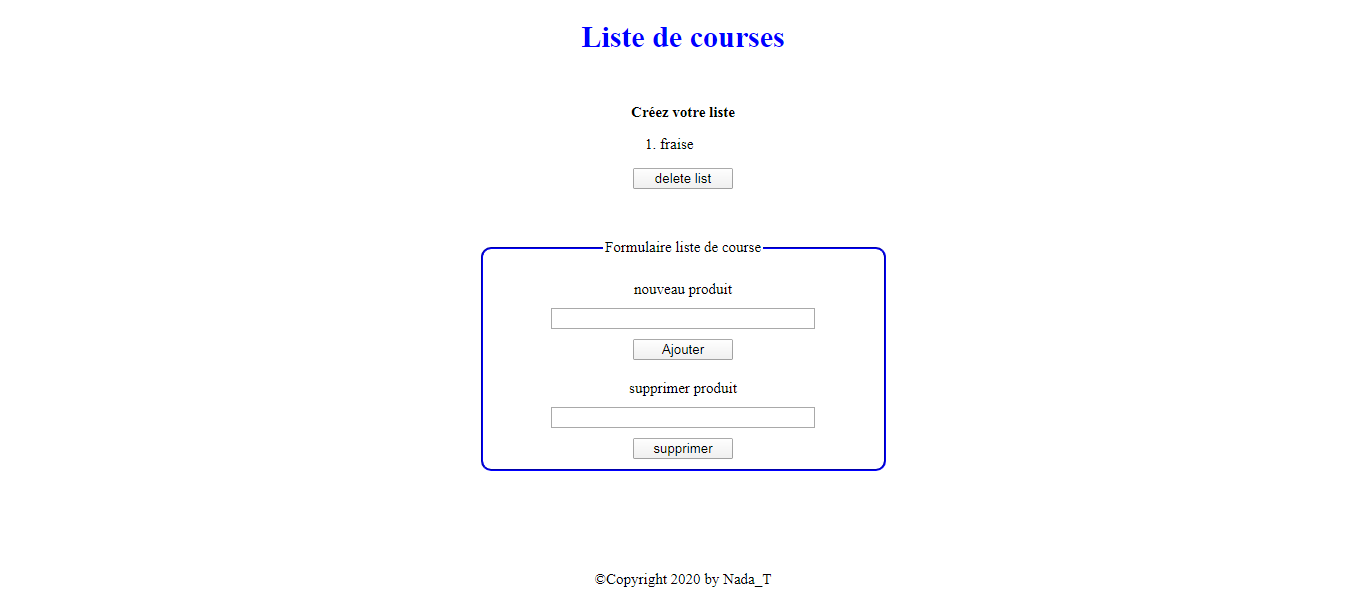 Liste de courses
Créez votre liste
1. fraise
delete list
Formulaire liste de course
nouveau produit
Ajouter
supprimer produit
supprimer
©Copyright 2020 by Nada_T